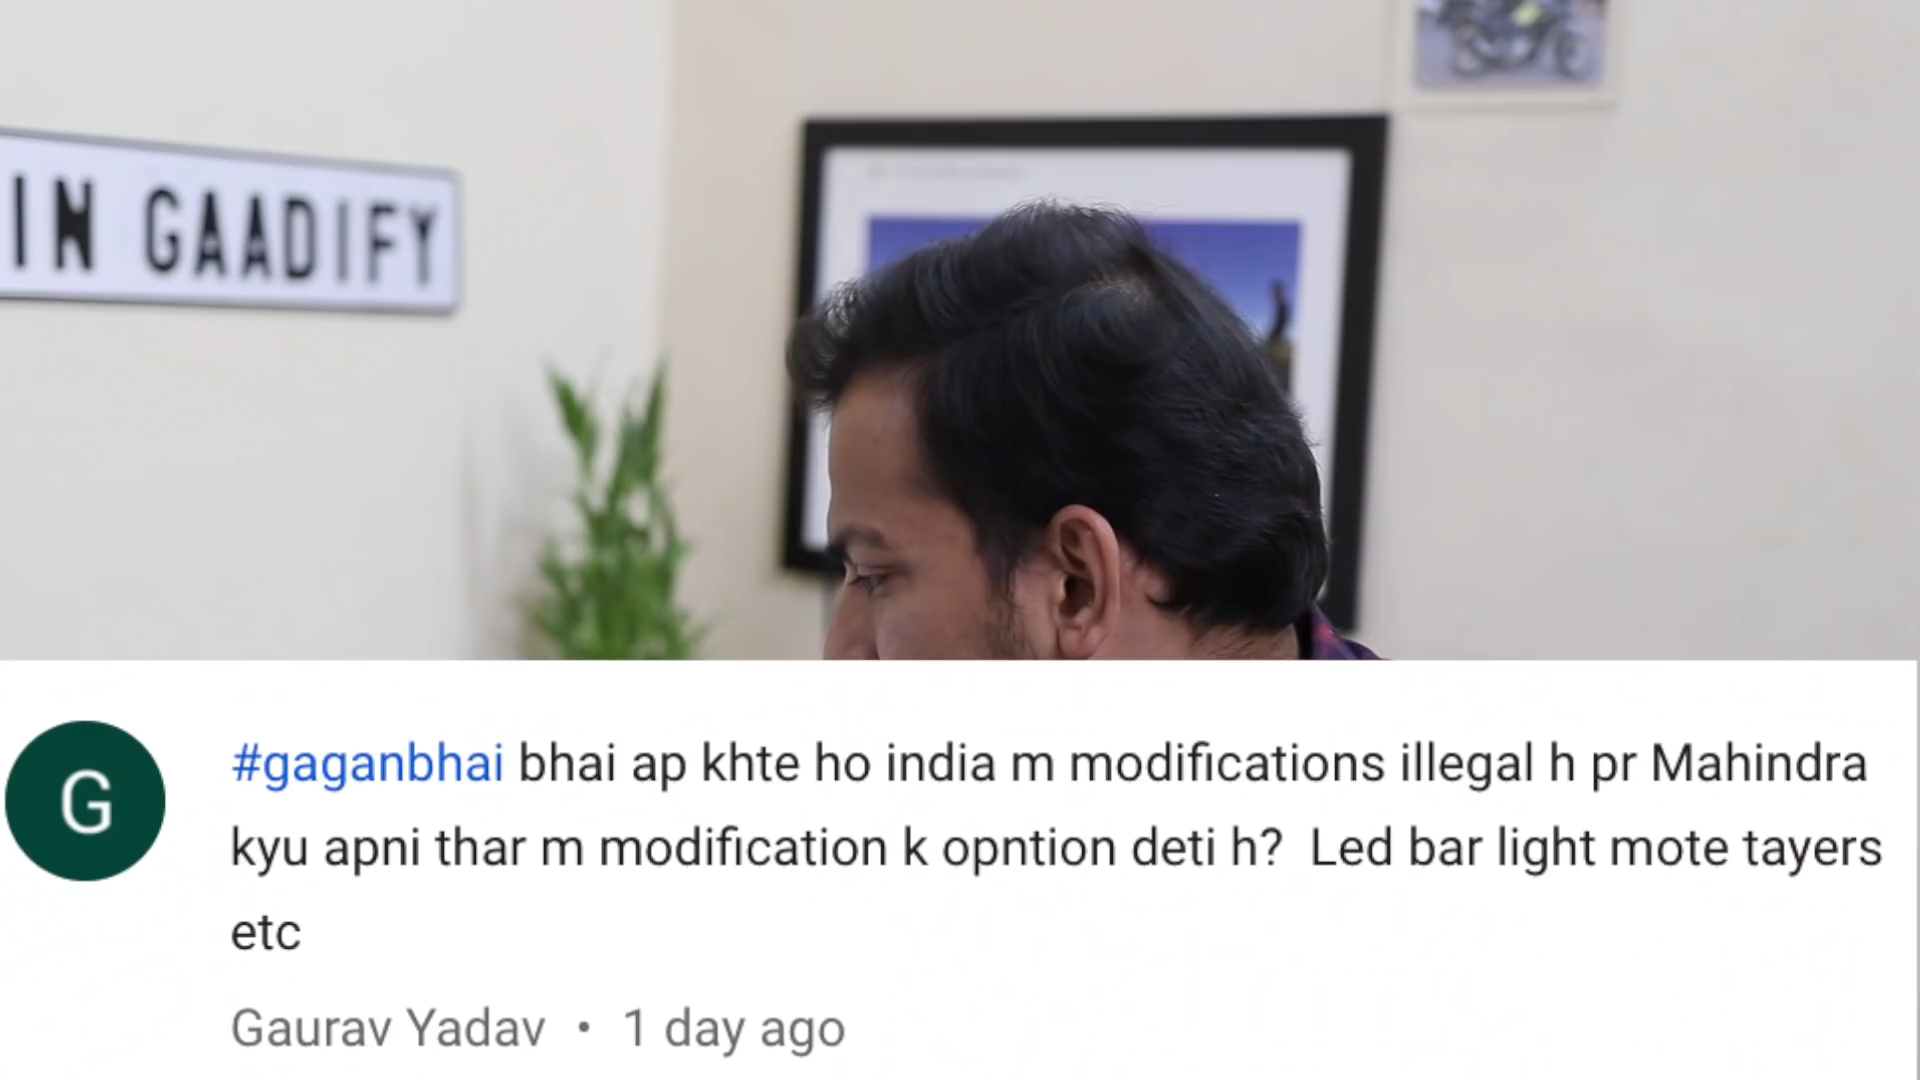 IN GAADIFY
G
#gaganbhai bhai ap khte ho india m modifications illegal h pr Mahindra
kyu apni thar m modification k opntion deti h? Led bar light mote tayers
etc
Gaurav Yadav • 1 day ago